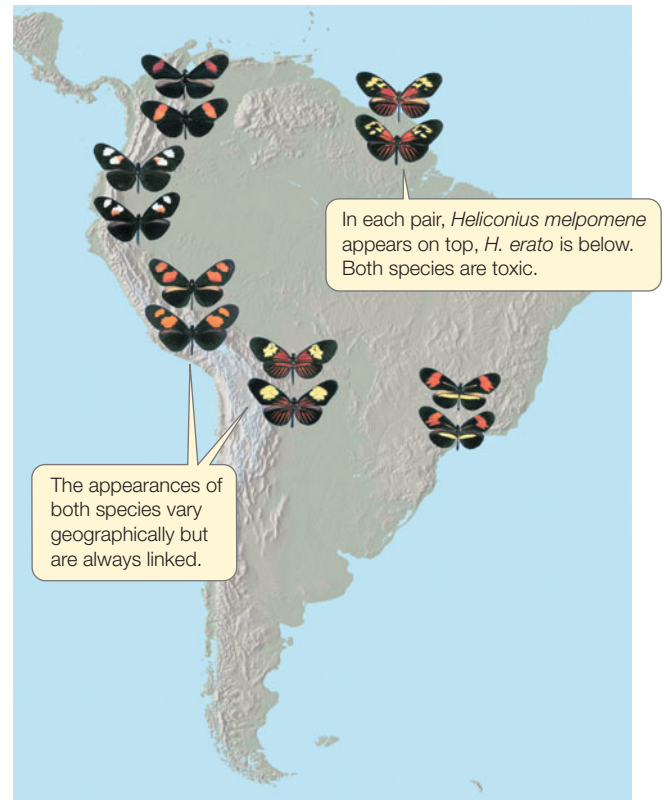 In each pair, Heliconius melpomene
appears on top, H. erato is below.
Both species are toxic.
The appearances of
both species vary
geographically but
are always linked.